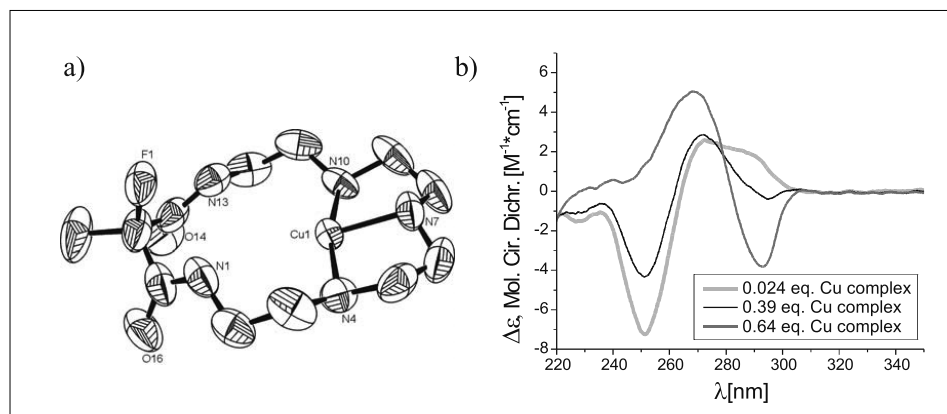 a)
F1
N13
N10
O14
Cu1
N7
N1
N4
O16
b)
Δε, Mol. Cir. Dichr. [M⁻¹*cm⁻¹]
6
4
2
0
-2
-4
-6
-8
0.024 eq. Cu complex
0.39 eq. Cu complex
0.64 eq. Cu complex
220 240 260 280 300 320 340
λ[nm]